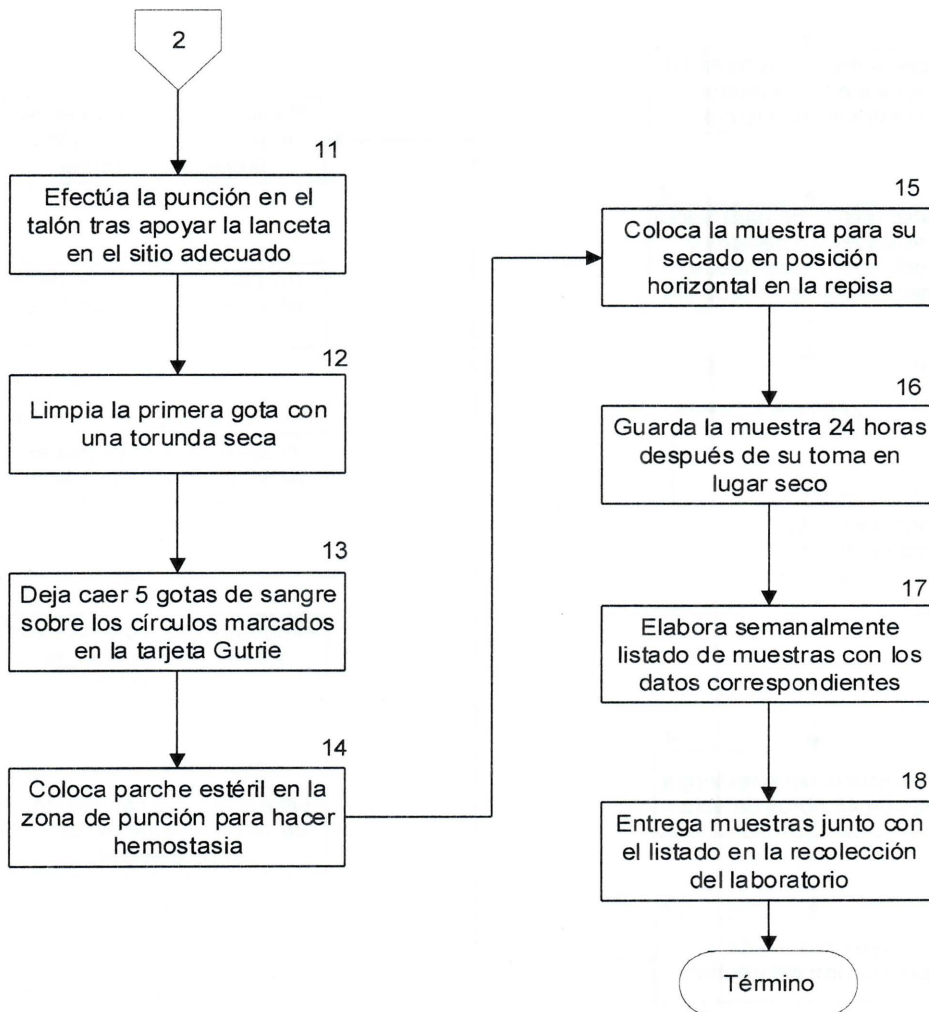 2
11
Efectúa la punción en el
talón tras apoyar la lanceta
en el sitio adecuado
12
Limpia la primera gota con
una torunda seca
13
Deja caer 5 gotas de sangre
sobre los círculos marcados
en la tarjeta Gutrie
14
Coloca parche estéril en la
zona de punción para hacer
hemostasia
15
Coloca la muestra para su
secado en posición
horizontal en la repisa
16
Guarda la muestra 24 horas
después de su toma en
lugar seco
17
Elabora semanalmente
listado de muestras con los
datos correspondientes
18
Entrega muestras junto con
el listado en la recolección
del laboratorio
Término